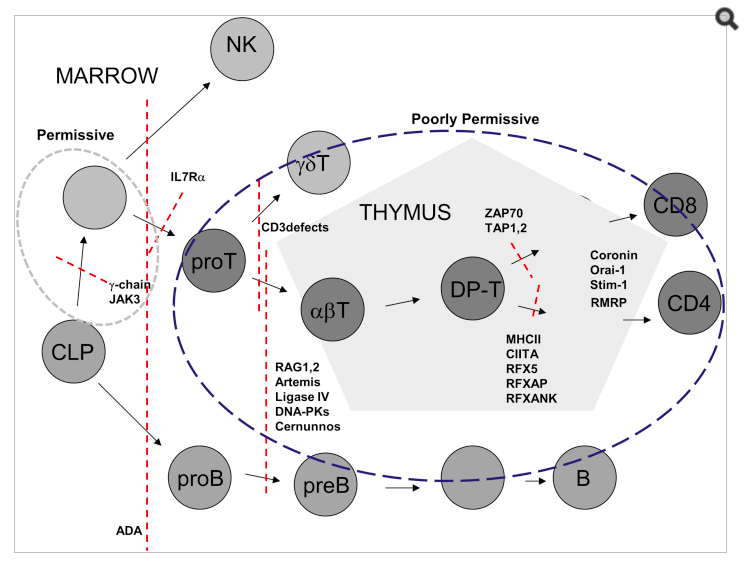 NK
MARROW
Permissive
Poorly Permissive
IL7Rα
γδT
CD3defects
THYMUS
ZAP70
TAP1,2
CD8
proT
γ-chain
JAK3
αβT
DP-T
Coronin
Orai-1
Stim-1
RMRP
CD4
CLP
MHCII
CIITA
RFX5
RFXAP
RFXANK
RAG1,2
Artemis
Ligase IV
DNA-PKs
Cernunnos
proB
preB
B
ADA